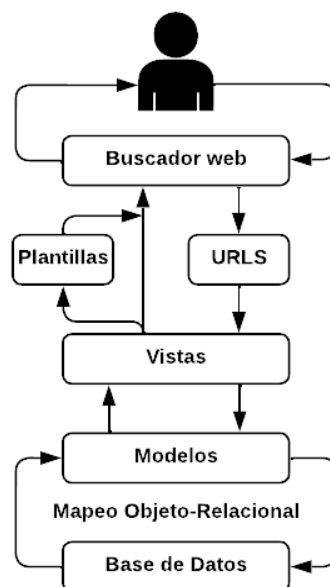 Buscador web
Plantillas
URLS
Vistas
Modelos
Mapeo Objeto-Relacional
Base de Datos